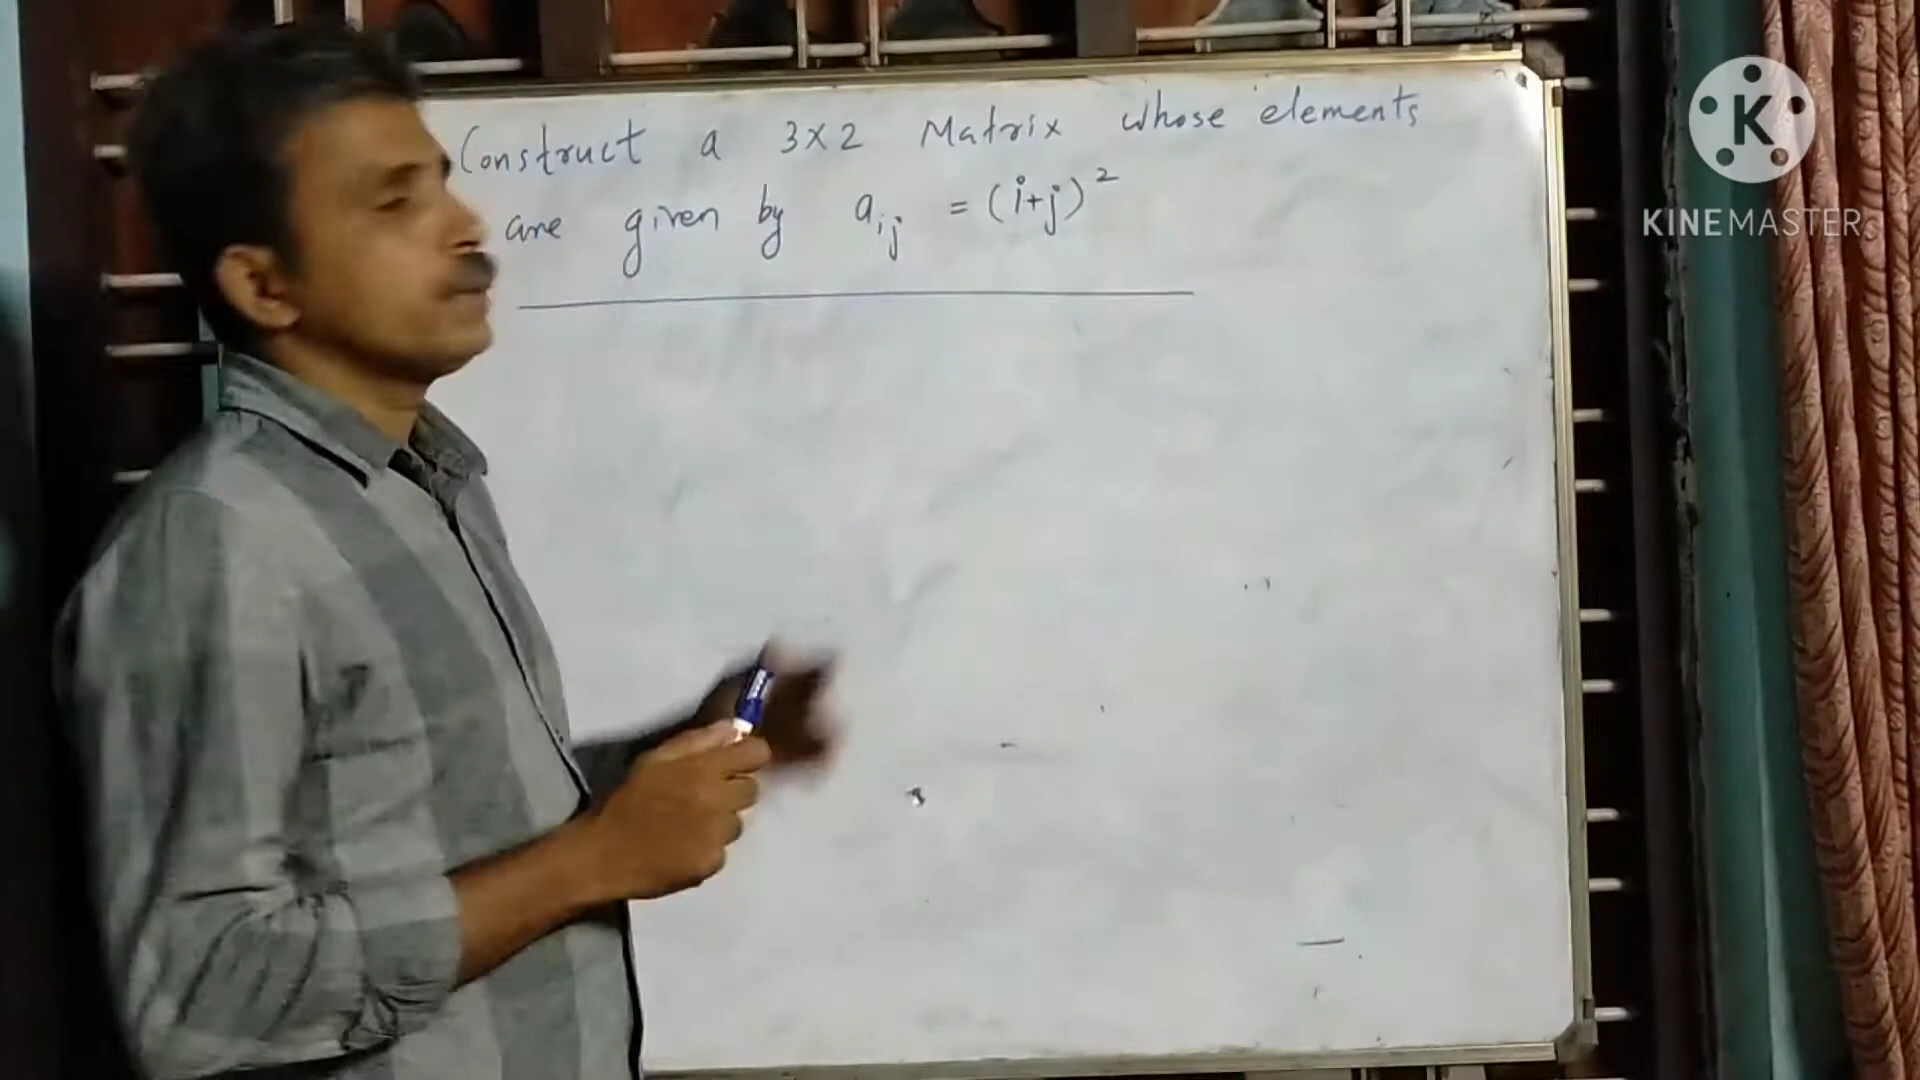 Construct a 3×2 Matrix whose elements
are given by aᵢⱼ = (i+j)²
K
KINEMASTER